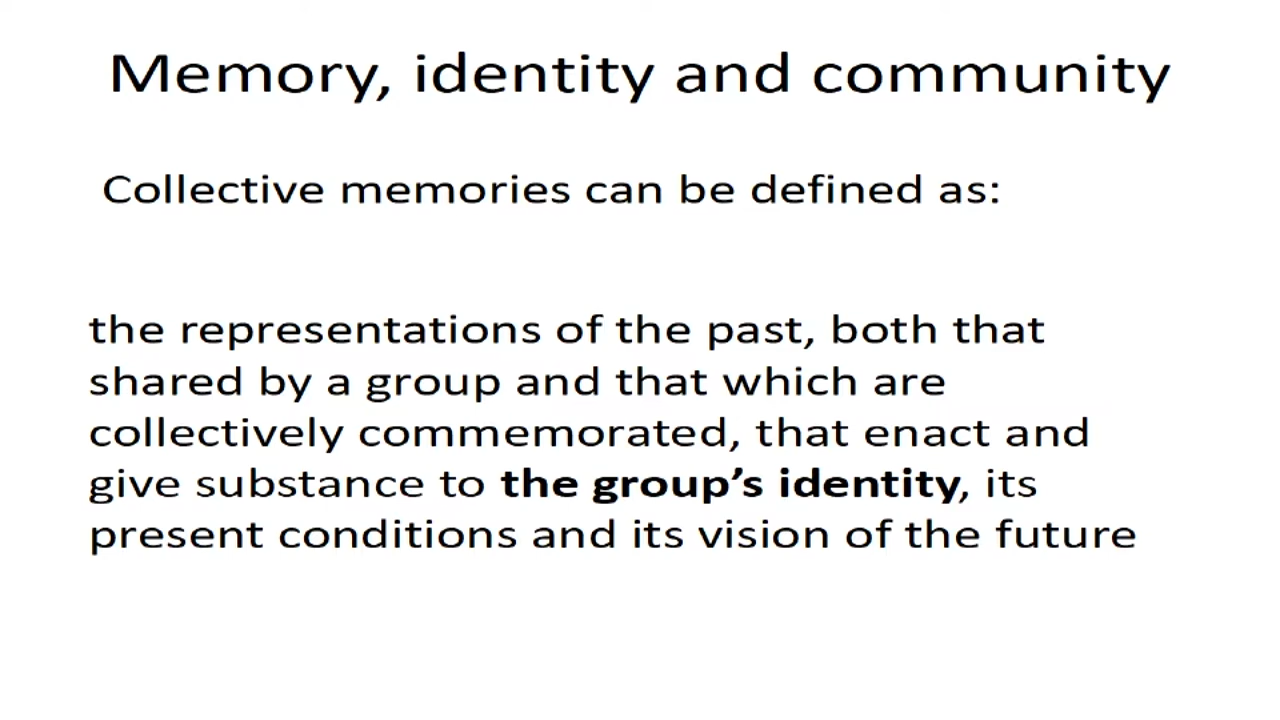 Memory, identity and community
Collective memories can be defined as:
the representations of the past, both that
shared by a group and that which are
collectively commemorated, that enact and
give substance to the group’s identity, its
present conditions and its vision of the future